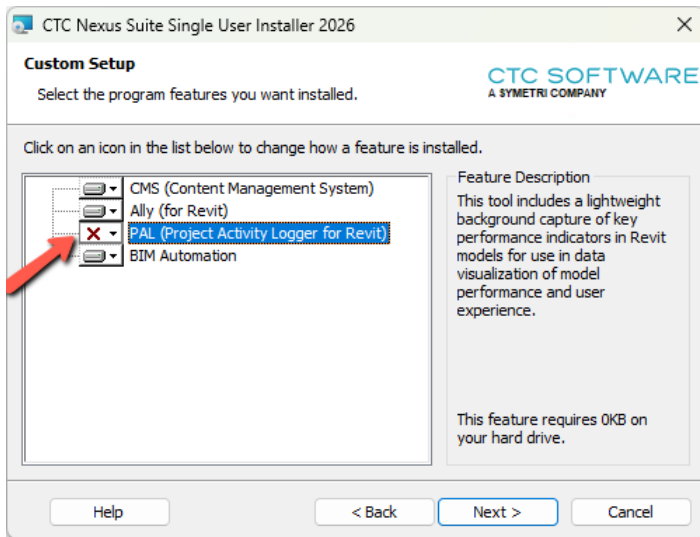 CTC Nexus Suite Single User Installer 2026
Custom Setup
Select the program features you want installed.
CTC SOFTWARE
A SYMETRI COMPANY
Click on an icon in the list below to change how a feature is installed.
CMS (Content Management System)
Ally (for Revit)
PAL (Project Activity Logger for Revit)
BIM Automation
Feature Description
This tool includes a lightweight
background capture of key
performance indicators in Revit
models for use in data
visualization of model
performance and user
experience.
This feature requires 0KB on
your hard drive.
Help
< Back
Next >
Cancel